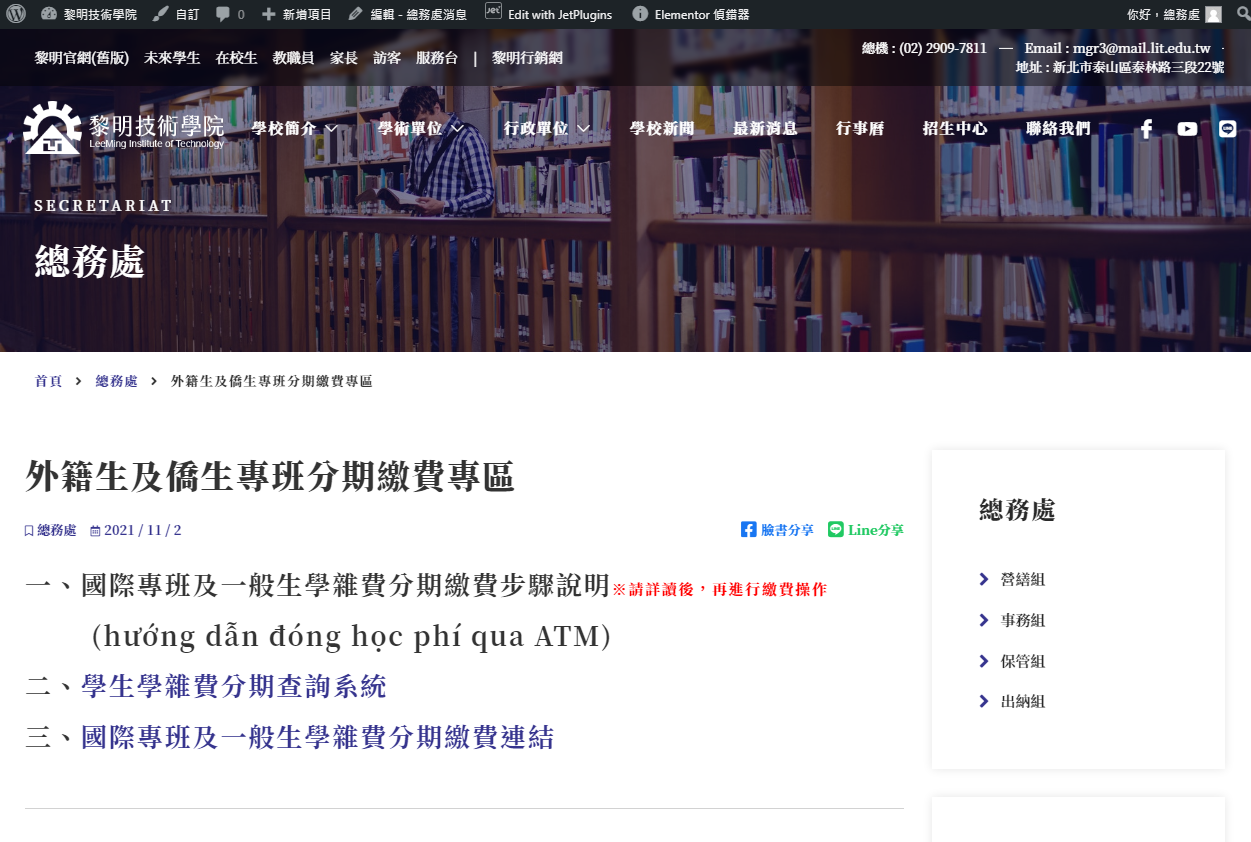 黎明技術學院 自訂 0 新增項目 編輯 - 總務處消息 Edit with JetPlugins Elementor 偵錯器 你好，總務處
黎明官網(舊版) 未來學生 在校生 教職員 家長 訪客 服務台 | 黎明行銷網
總機 : (02) 2909-7811 — Email : mgr3@mail.lit.edu.tw -
地址 : 新北市泰山區泰林路三段22號
黎明技術學院
LeeMing Institute of Technology
學校簡介 學術單位 行政單位 學校新聞 最新消息 行事曆 招生中心 聯絡我們
SECRETARIAT
總務處
首頁 > 總務處 > 外籍生及僑生專班分期繳費專區
外籍生及僑生專班分期繳費專區
總務處 2021 / 11 / 2 臉書分享 Line分享
一、國際專班及一般生學雜費分期繳費步驟說明※請詳讀後，再進行繳費操作
(hướng dẫn đóng học phí qua ATM)
二、學生學雜費分期查詢系統
三、國際專班及一般生學雜費分期繳費連結
總務處
營繕組
事務組
保管組
出納組